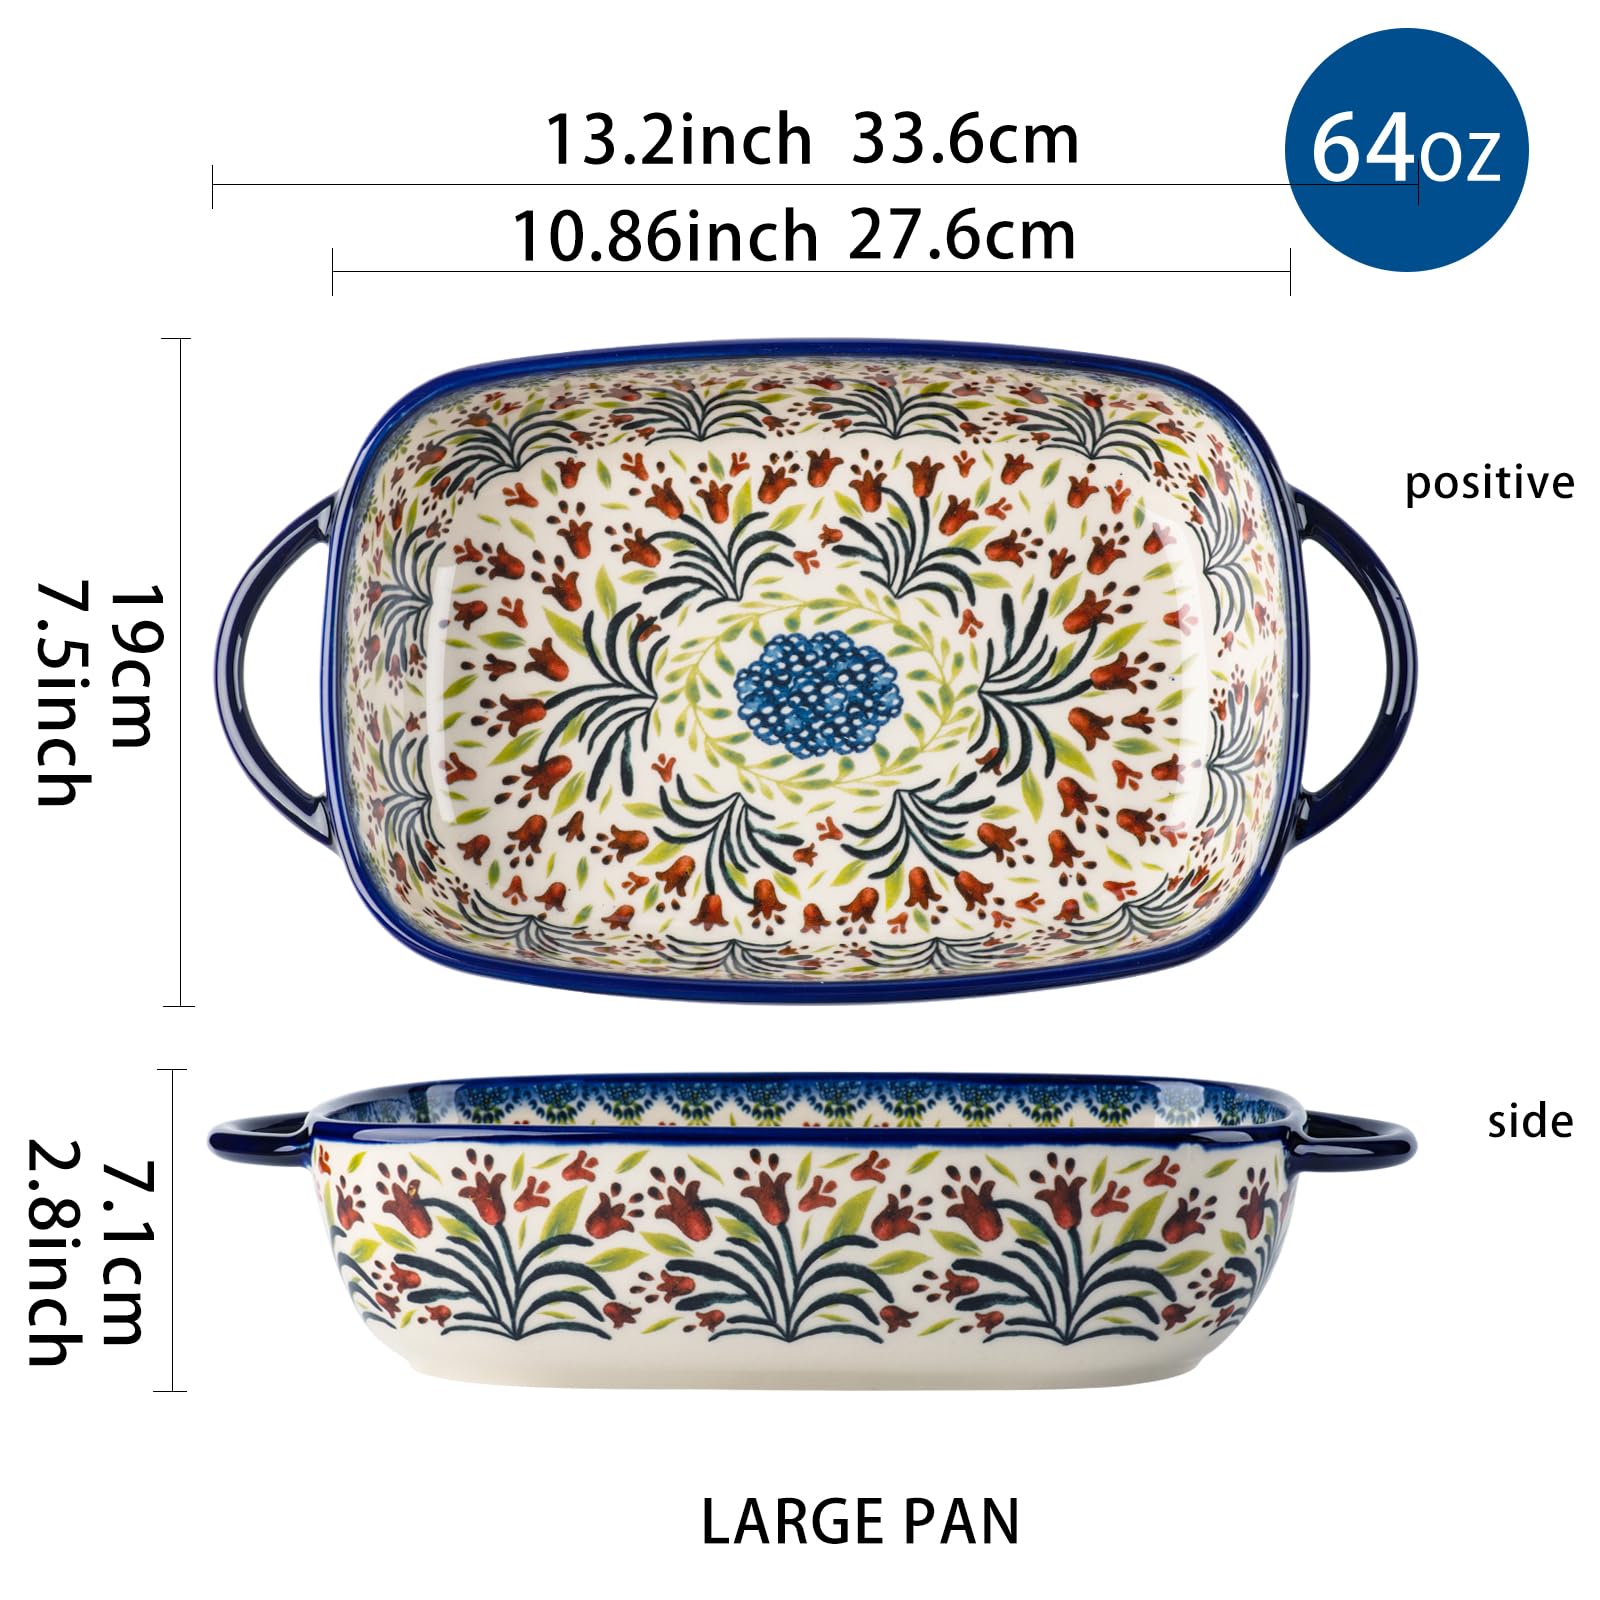 64oz
13.2inch 33.6cm
10.86inch 27.6cm
positive
19cm
7.5inch
side
7.1cm
2.8inch
LARGE PAN